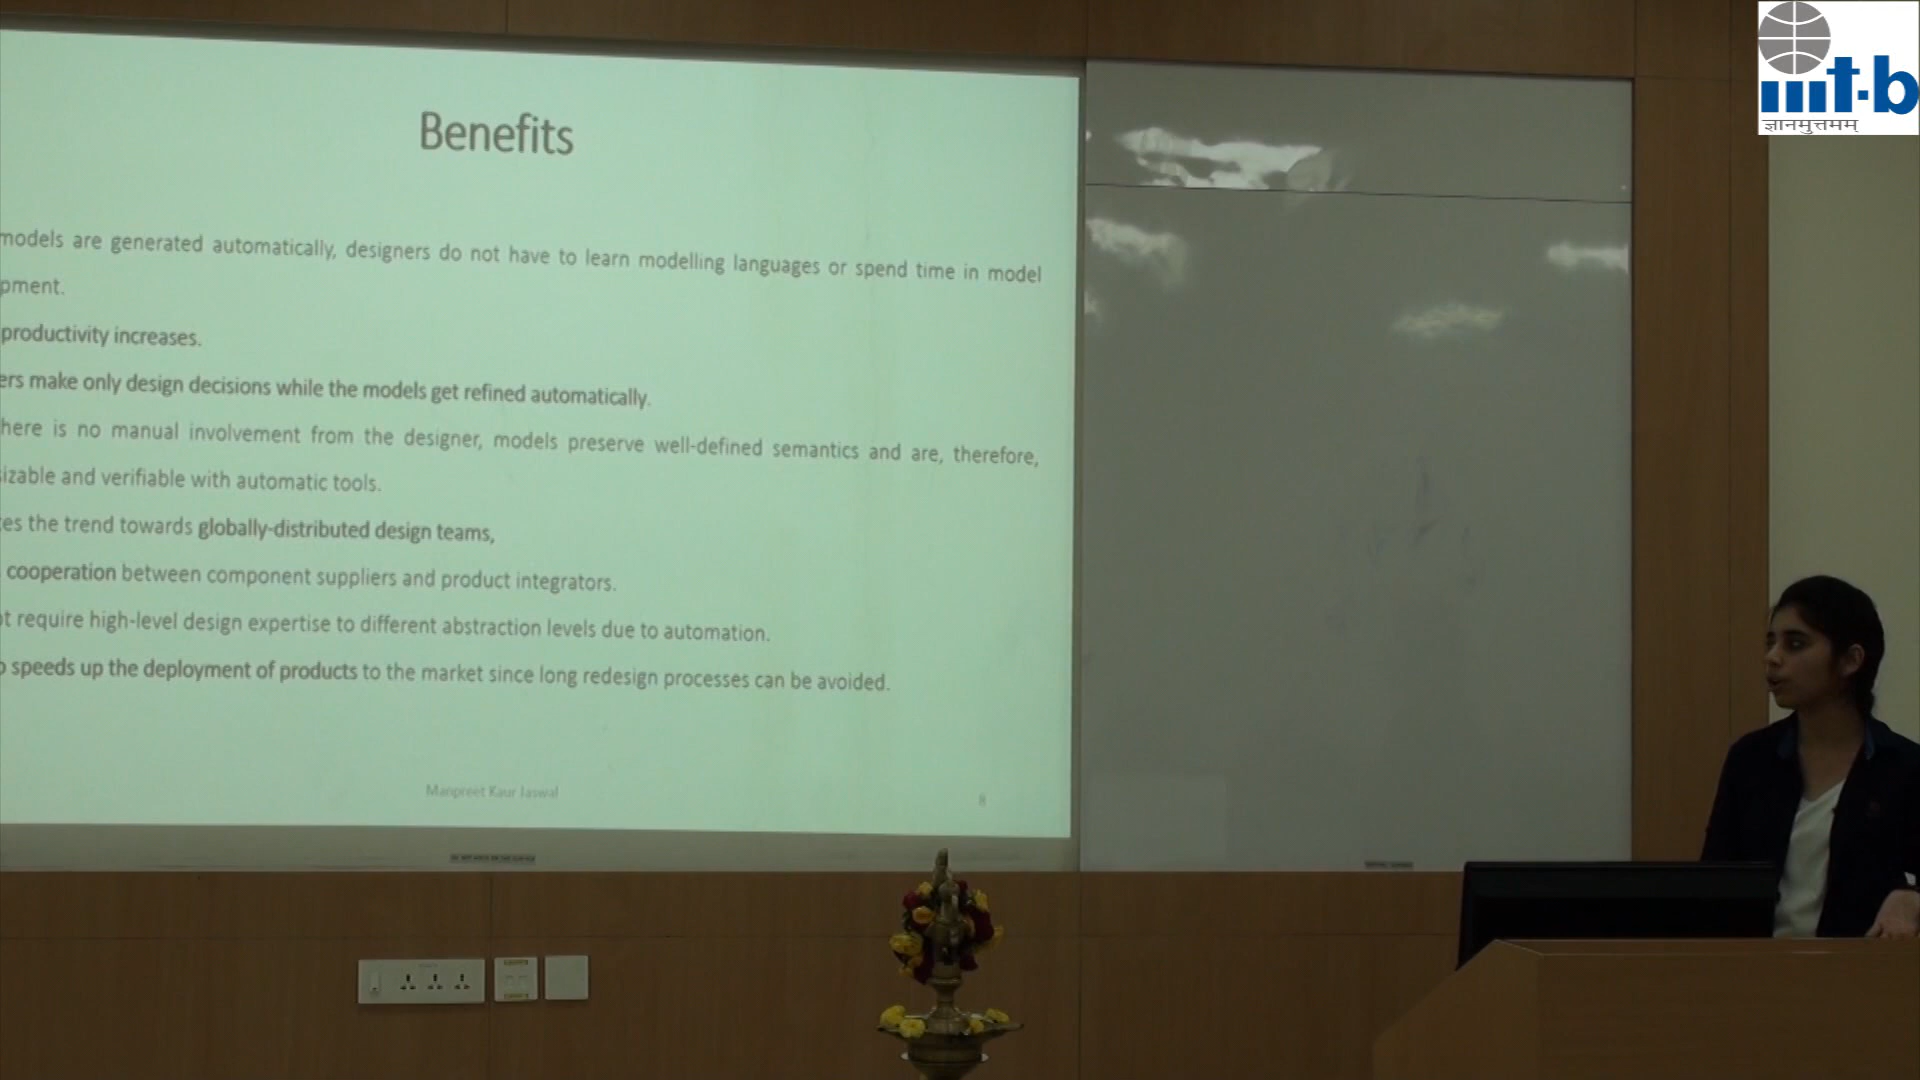 iiit-b
ज्ञानमुत्तमम्
Benefits
models are generated automatically, designers do not have to learn modelling languages or spend time in model
pment.
productivity increases.
ers make only design decisions while the models get refined automatically.
here is no manual involvement from the designer, models preserve well-defined semantics and are, therefore,
izable and verifiable with automatic tools.
es the trend towards globally-distributed design teams,
cooperation between component suppliers and product integrators.
t require high-level design expertise to different abstraction levels due to automation.
o speeds up the deployment of products to the market since long redesign processes can be avoided.
Manpreet Kaur Jaswal
8